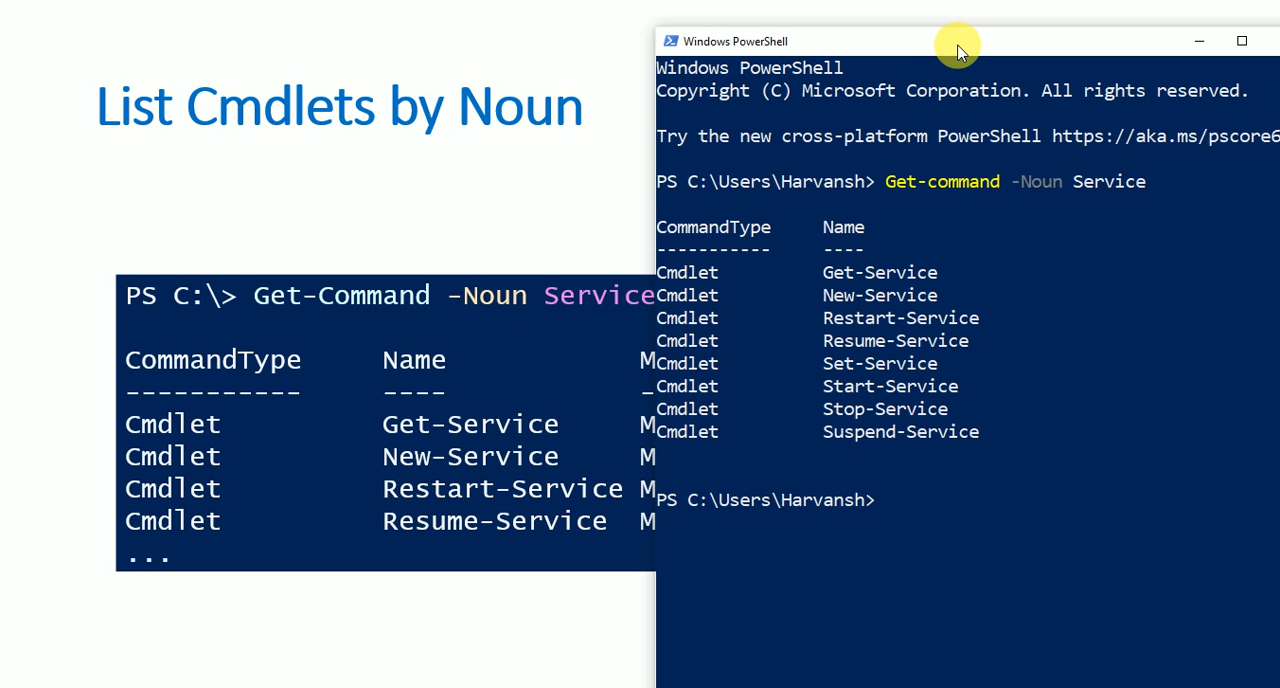 List Cmdlets by Noun
PS C:\> Get-Command -Noun Service
CommandType Name M
----------- ---- -
Cmdlet Get-Service M
Cmdlet New-Service M
Cmdlet Restart-Service M
Cmdlet Resume-Service M
...
Windows PowerShell
Windows PowerShell
Copyright (C) Microsoft Corporation. All rights reserved.
Try the new cross-platform PowerShell https://aka.ms/pscore6
PS C:\Users\Harvansh> Get-command -Noun Service
CommandType Name
----------- ----
Cmdlet Get-Service
Cmdlet New-Service
Cmdlet Restart-Service
Cmdlet Resume-Service
Cmdlet Set-Service
Cmdlet Start-Service
Cmdlet Stop-Service
Cmdlet Suspend-Service
PS C:\Users\Harvansh>